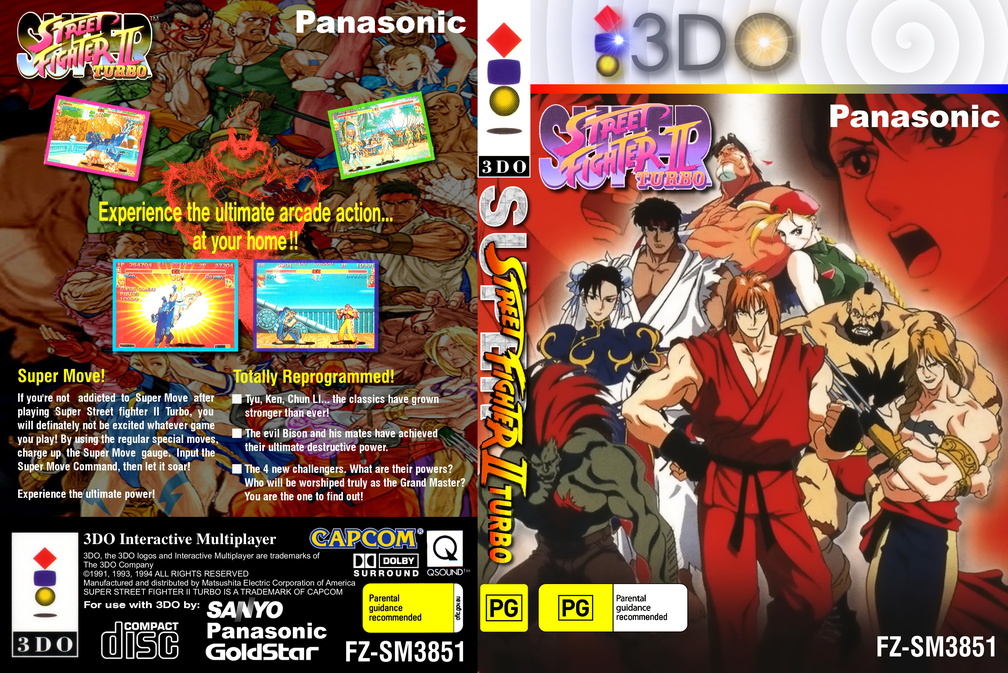 SUPER
STREET
FIGHTER II
TURBO
Panasonic
Experience the ultimate arcade action...
at your home!!
Super Move!
If you're not addicted to Super Move after
playing Super Street fighter II Turbo, you
will definately not be excited whatever game
you play! By using the regular special moves,
charge up the Super Move gauge. Input the
Super Move Command, then let it soar!
Experience the ultimate power!
Totally Reprogrammed!
Tyu, Ken, Chun LI... the classics have grown
stronger than ever!
The evil Bison and his mates have achieved
their ultimate destructive power.
The 4 new challengers. What are their powers?
Who will be worshiped truly as the Grand Master?
You are the one to find out!
3DO
3DO Interactive Multiplayer
3DO, the 3DO logos and Interactive Multiplayer are trademarks of
The 3DO Company
©1991, 1993, 1994 ALL RIGHTS RESERVED
Manufactured and distributed by Matsushita Electric Corporation of America
SUPER STREET FIGHTER II TURBO IS A TRADEMARK OF CAPCOM
For use with 3DO by:
COMPACT
disc
SANYO
Panasonic
GoldStar
CAPCOM
DOLBY
SURROUND
Q
QSOUND™
Parental
guidance
recommended
oflc.gov.au
FZ-SM3851
3DO
SUPER
STREET FIGHTER II TURBO
PG
3DO
Panasonic
SUPER
STREET
FIGHTER II
TURBO
PG
Parental
guidance
recommended
FZ-SM3851